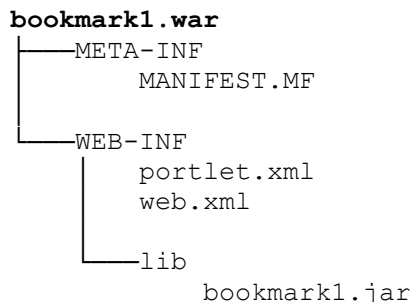 bookmark1.war
META-INF
MANIFEST.MF
WEB-INF
portlet.xml
web.xml
lib
bookmark1.jar